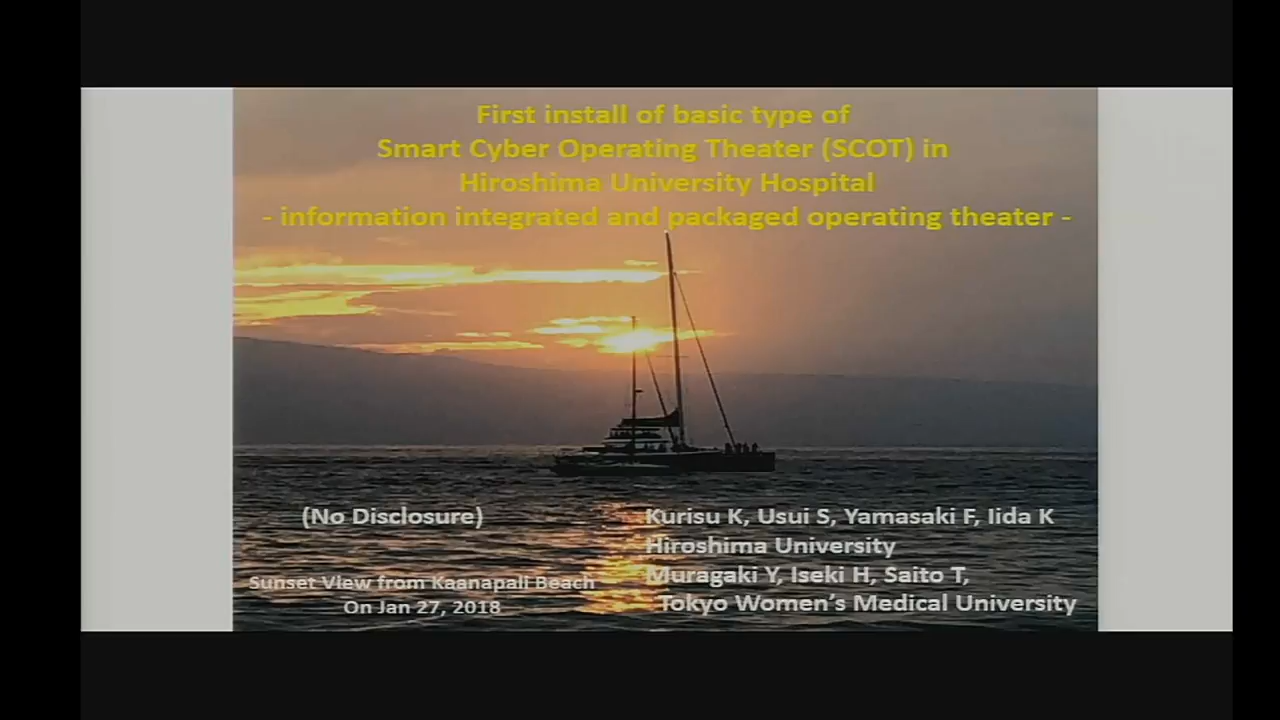 First install of basic type of
Smart Cyber Operating Theater (SCOT) in
Hiroshima University Hospital
- information integrated and packaged operating theater -
(No Disclosure)
Sunset View from Kaanapali Beach
On Jan 27, 2018
Kurisu K, Usui S, Yamasaki F, Iida K
Hiroshima University
Muragaki Y, Iseki H, Saito T,
Tokyo Women's Medical University